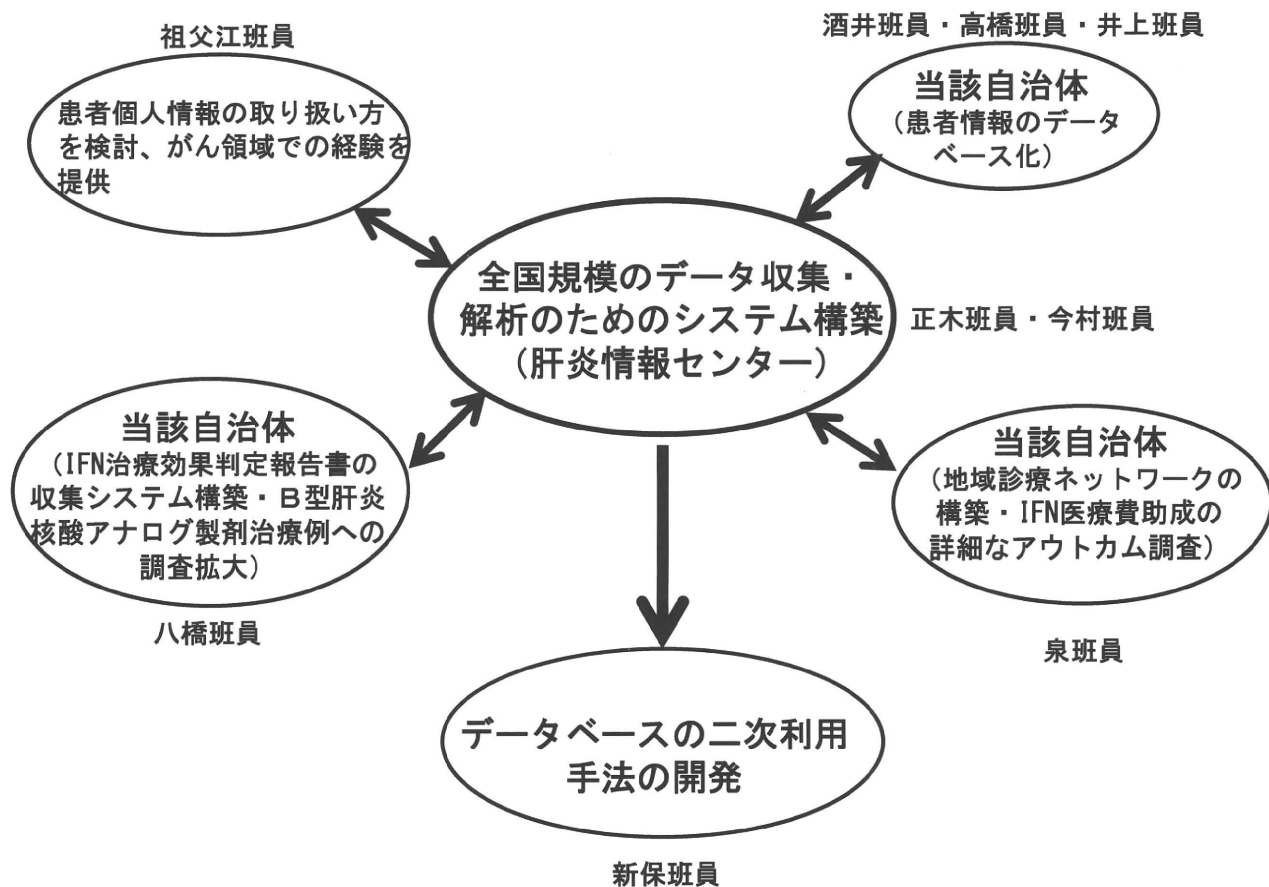 祖父江班員
患者個人情報の取り扱い方
を検討、がん領域での経験を
提供
酒井班員・高橋班員・井上班員
当該自治体
(患者情報のデータ
ベース化)
全国規模のデータ収集・
解析のためのシステム構築
(肝炎情報センター)
正木班員・今村班員
当該自治体
(IFN治療効果判定報告書の
収集システム構築・B型肝炎
核酸アナログ製剤治療例への
調査拡大)
八橋班員
当該自治体
(地域診療ネットワークの
構築・IFN医療費助成の
詳細なアウトカム調査)
泉班員
データベースの二次利用
手法の開発
新保班員